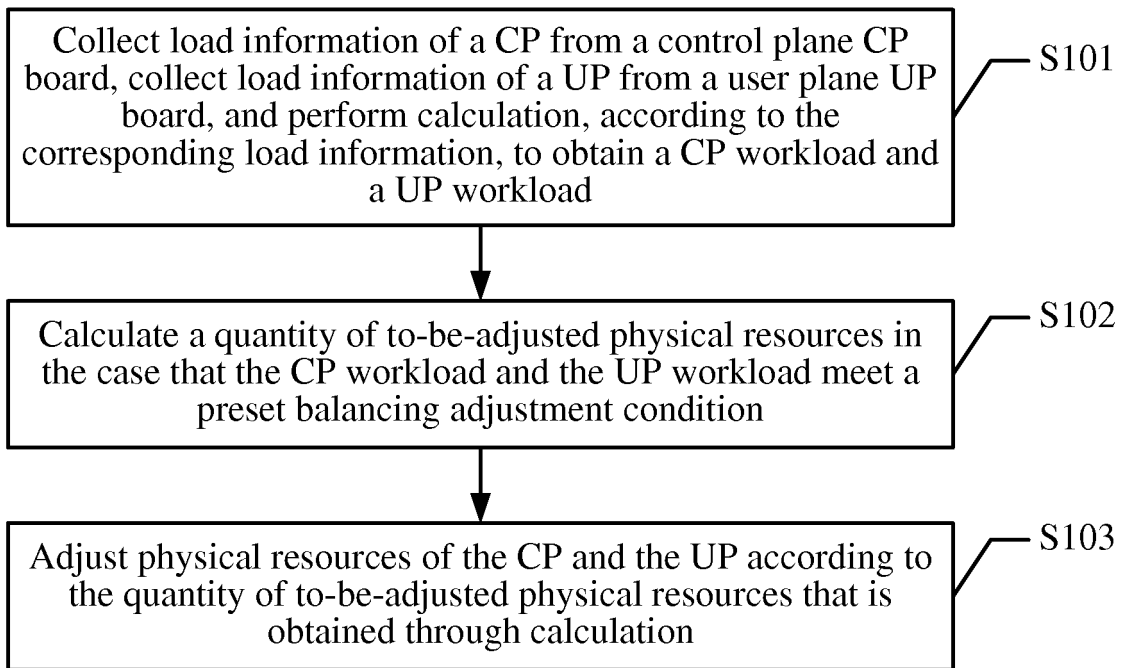 Collect load information of a CP from a control plane CP
board, collect load information of a UP from a user plane UP
board, and perform calculation, according to the
corresponding load information, to obtain a CP workload and
a UP workload
S101
Calculate a quantity of to-be-adjusted physical resources in
the case that the CP workload and the UP workload meet a
preset balancing adjustment condition
S102
Adjust physical resources of the CP and the UP according to
the quantity of to-be-adjusted physical resources that is
obtained through calculation
S103